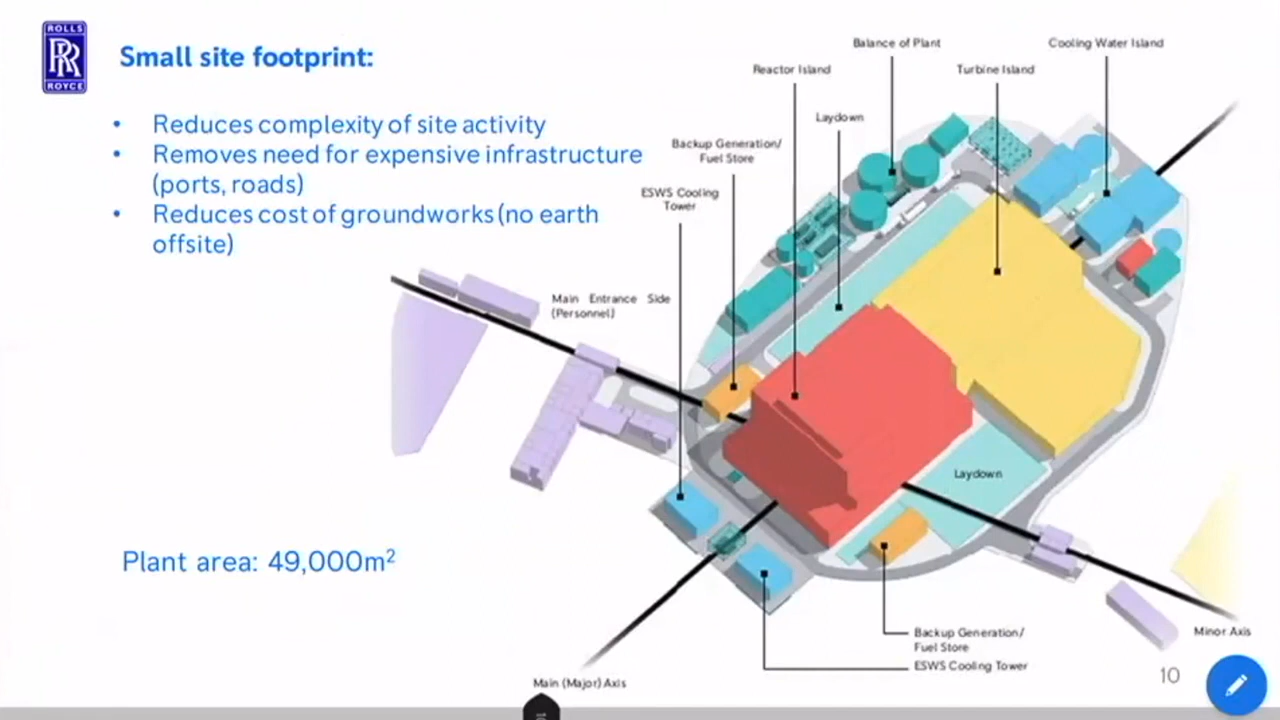 ROLLS
RR
ROYCE
Small site footprint:
• Reduces complexity of site activity
• Removes need for expensive infrastructure
(ports, roads)
• Reduces cost of groundworks (no earth
offsite)
Plant area: 49,000m²
Balance of Plant
Cooling Water Island
Reactor Island
Turbine Island
Laydown
Backup Generation/
Fuel Store
ESWS Cooling
Tower
Main Entrance Side
(Personnel)
Laydown
Backup Generation/
Fuel Store
ESWS Cooling Tower
Minor Axis
Main (Major) Axis
10